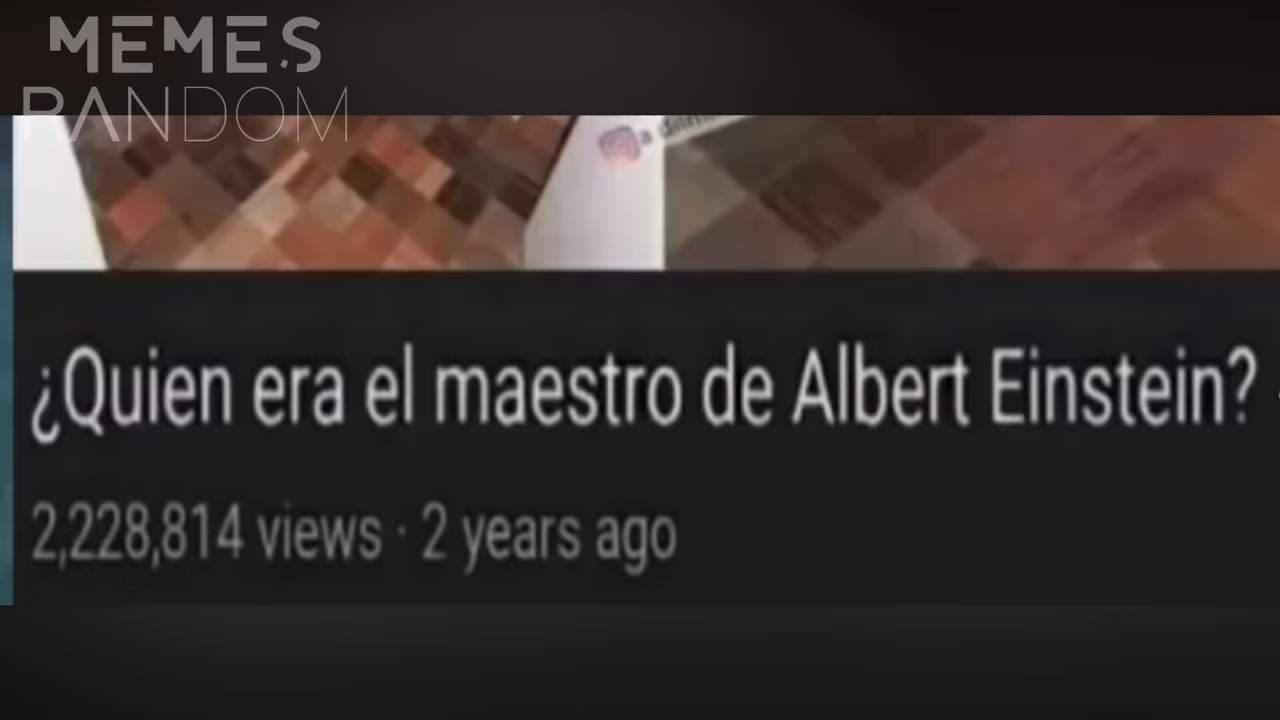 MEMES
RANDOM
¿Quien era el maestro de Albert Einstein?
2,228,814 views · 2 years ago